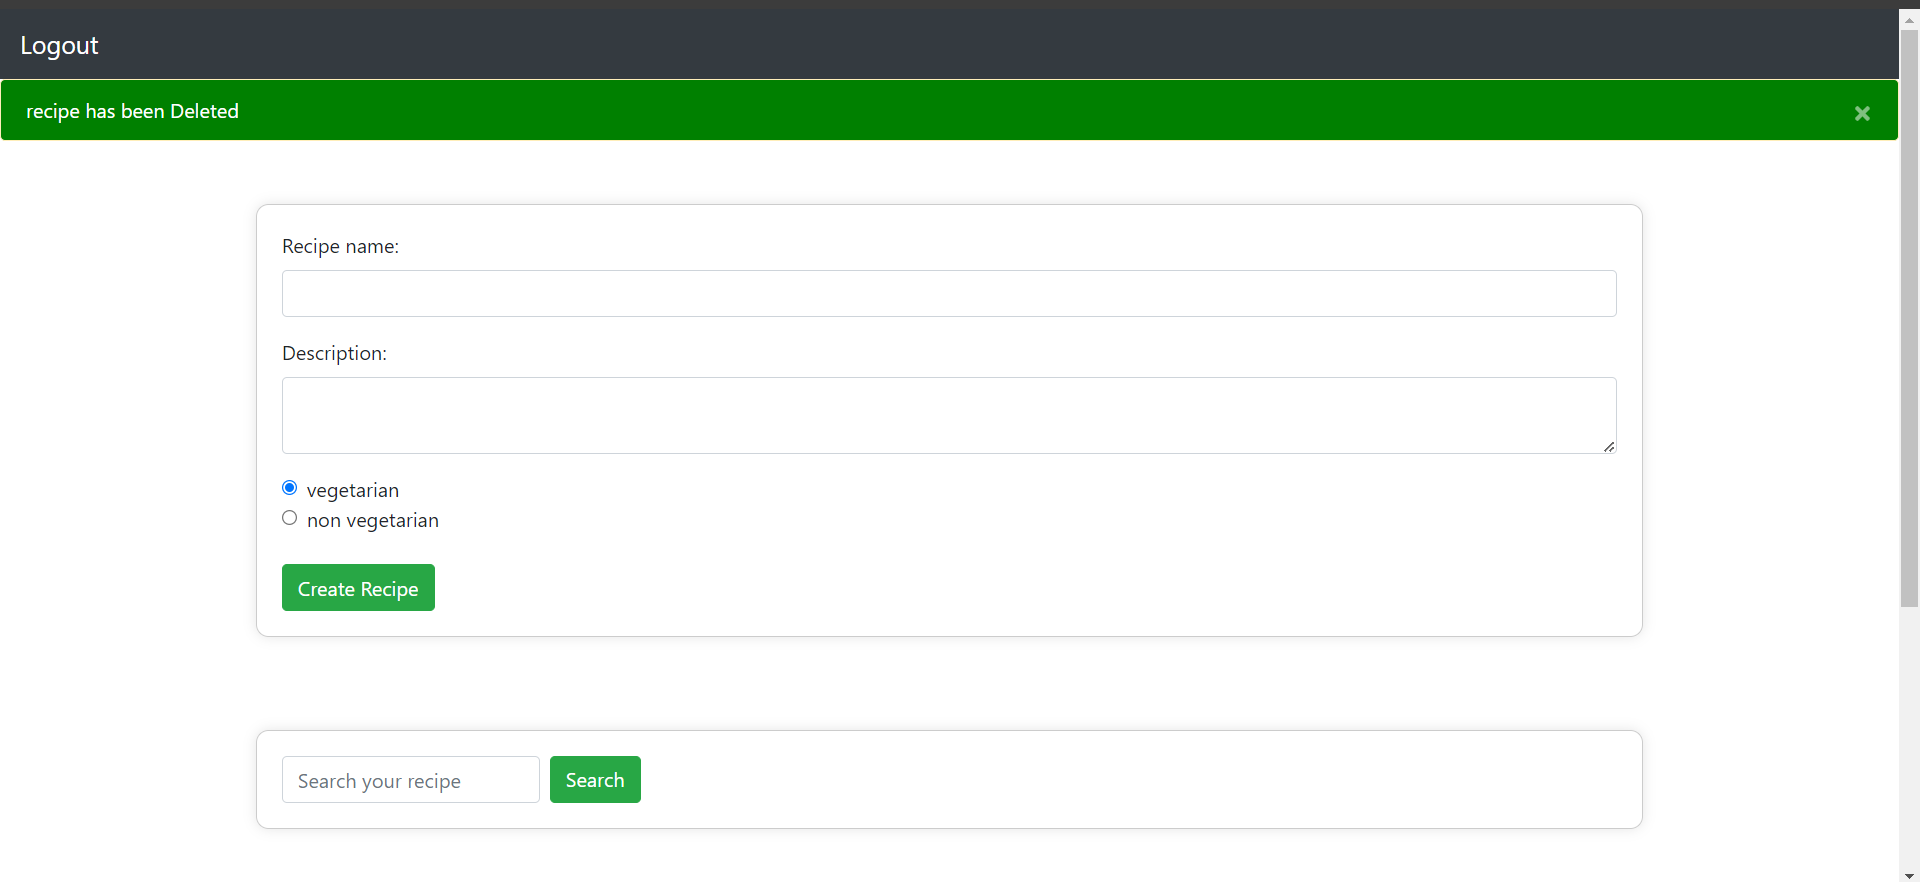 Logout
recipe has been Deleted
×
Recipe name:
Description:
vegetarian
non vegetarian
Create Recipe
Search your recipe
Search